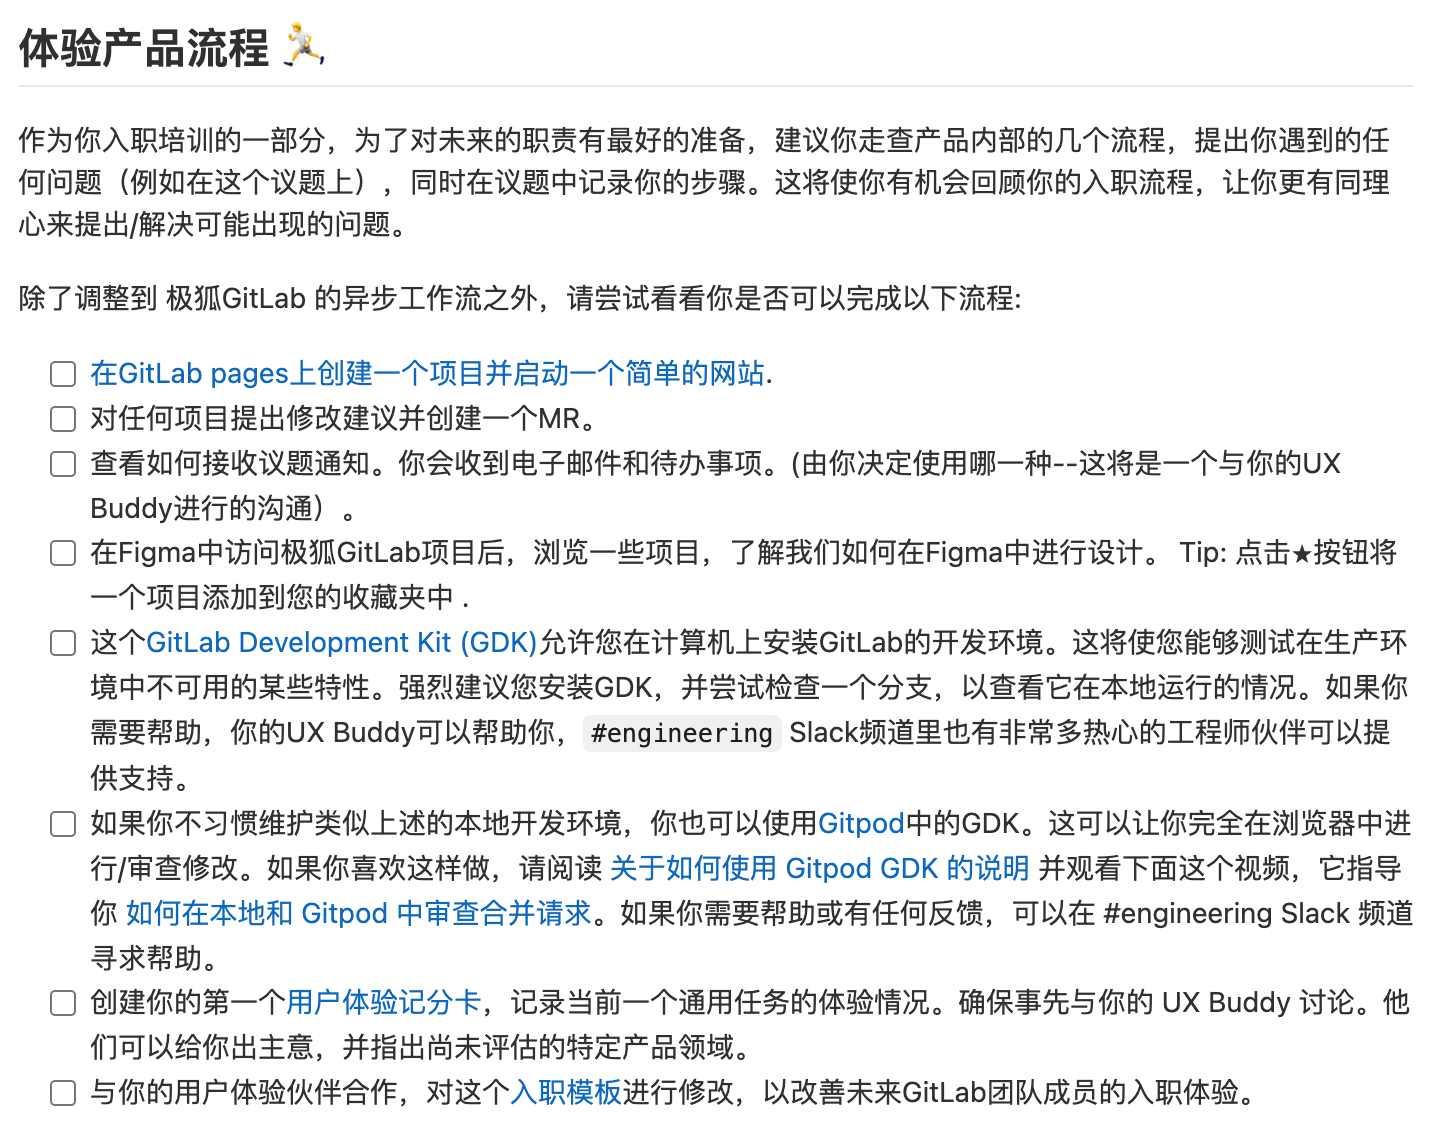 体验产品流程 🏃
作为你入职培训的一部分，为了对未来的职责有最好的准备，建议你走查产品内部的几个流程，提出你遇到的任
何问题（例如在这个议题上），同时在议题中记录你的步骤。这将使你有机会回顾你的入职流程，让你更有同理
心来提出/解决可能出现的问题。
除了调整到 极狐GitLab 的异步工作流之外，请尝试看看你是否可以完成以下流程:
在GitLab pages上创建一个项目并启动一个简单的网站.
对任何项目提出修改建议并创建一个MR。
查看如何接收议题通知。你会收到电子邮件和待办事项。(由你决定使用哪一种--这将是一个与你的UX
Buddy进行的沟通）。
在Figma中访问极狐GitLab项目后，浏览一些项目，了解我们如何在Figma中进行设计。 Tip: 点击★按钮将
一个项目添加到您的收藏夹中 .
这个GitLab Development Kit (GDK)允许您在计算机上安装GitLab的开发环境。这将使您能够测试在生产环
境中不可用的某些特性。强烈建议您安装GDK，并尝试检查一个分支，以查看它在本地运行的情况。如果你
需要帮助，你的UX Buddy可以帮助你， #engineering Slack频道里也有非常多热心的工程师伙伴可以提
供支持。
如果你不习惯维护类似上述的本地开发环境，你也可以使用Gitpod中的GDK。这可以让你完全在浏览器中进
行/审查修改。如果你喜欢这样做，请阅读 关于如何使用 Gitpod GDK 的说明 并观看下面这个视频，它指导
你 如何在本地和 Gitpod 中审查合并请求。如果你需要帮助或有任何反馈，可以在 #engineering Slack 频道
寻求帮助。
创建你的第一个用户体验记分卡，记录当前一个通用任务的体验情况。确保事先与你的 UX Buddy 讨论。他
们可以给你出主意，并指出尚未评估的特定产品领域。
与你的用户体验伙伴合作，对这个入职模板进行修改，以改善未来GitLab团队成员的入职体验。